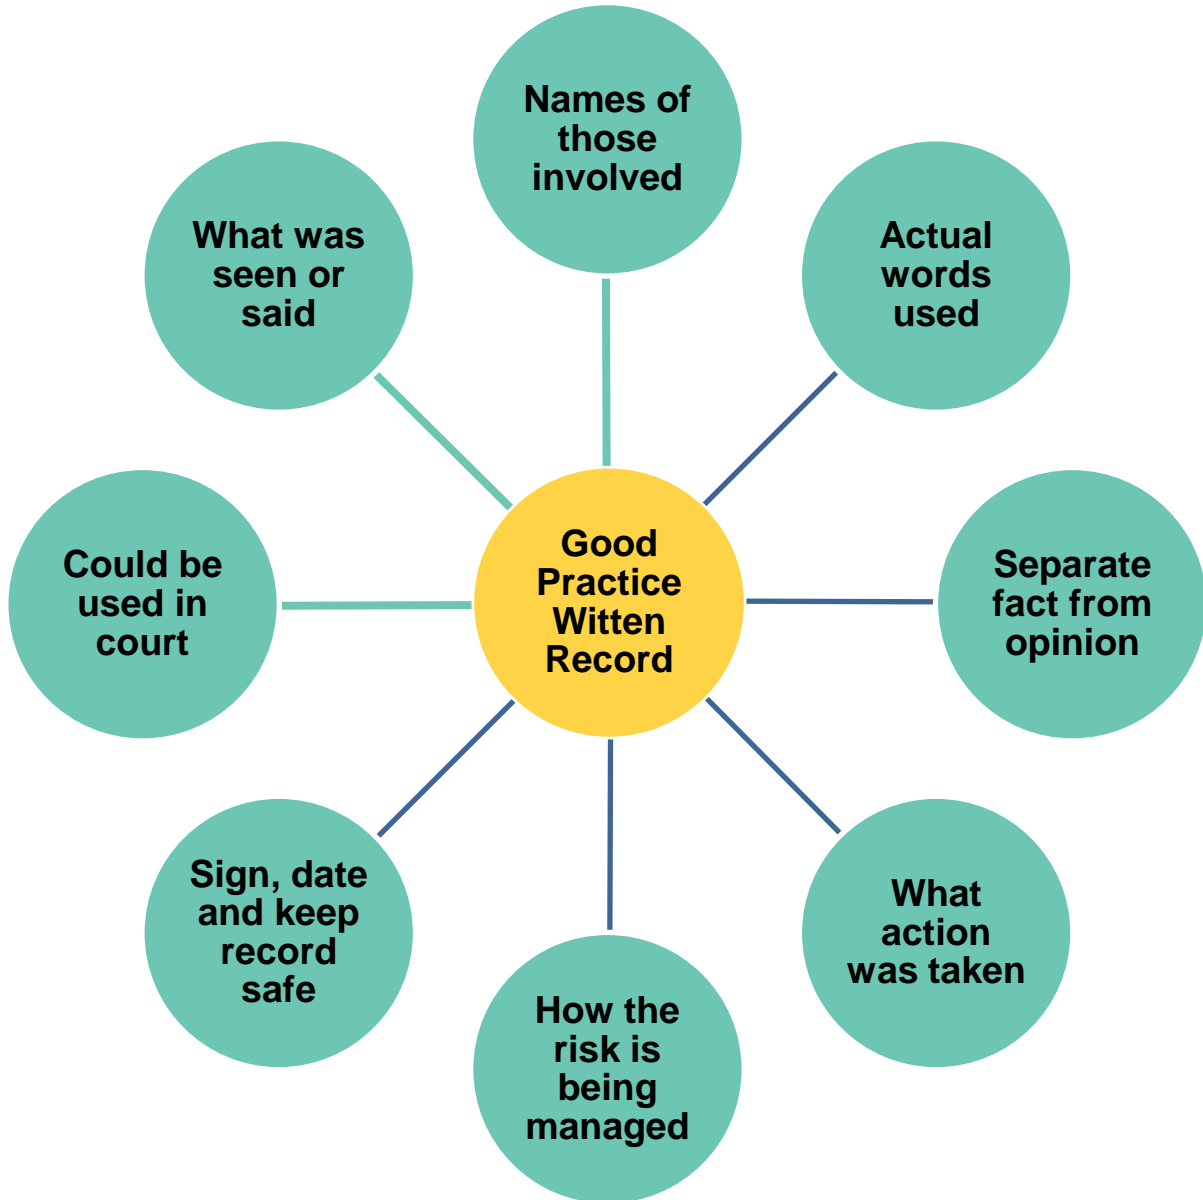 Names of
those
involved
Actual
words
used
Separate
fact from
opinion
What
action
was taken
How the
risk is
being
managed
Sign, date
and keep
record
safe
Could be
used in
court
What was
seen or
said
Good
Practice
Witten
Record